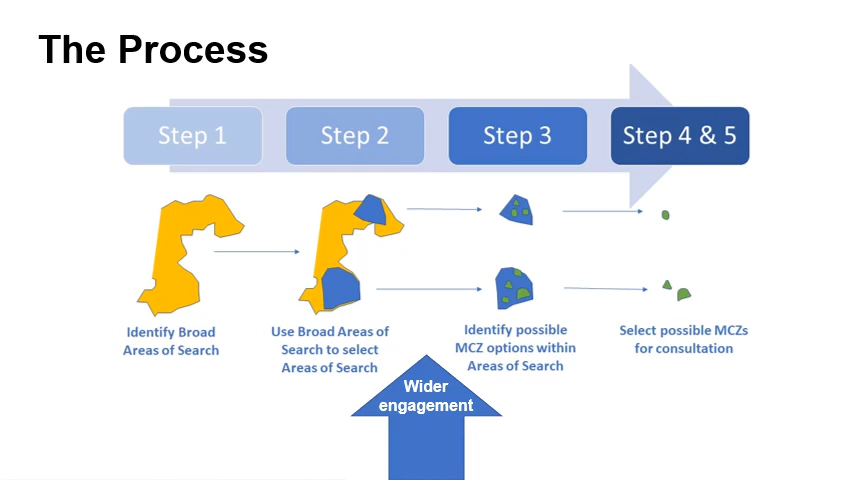 The Process
Step 1
Step 2
Step 3
Step 4 & 5
Identify Broad
Areas of Search
Use Broad Areas of
Search to select
Areas of Search
Identify possible
MCZ options within
Areas of Search
Select possible MCZs
for consultation
Wider
engagement